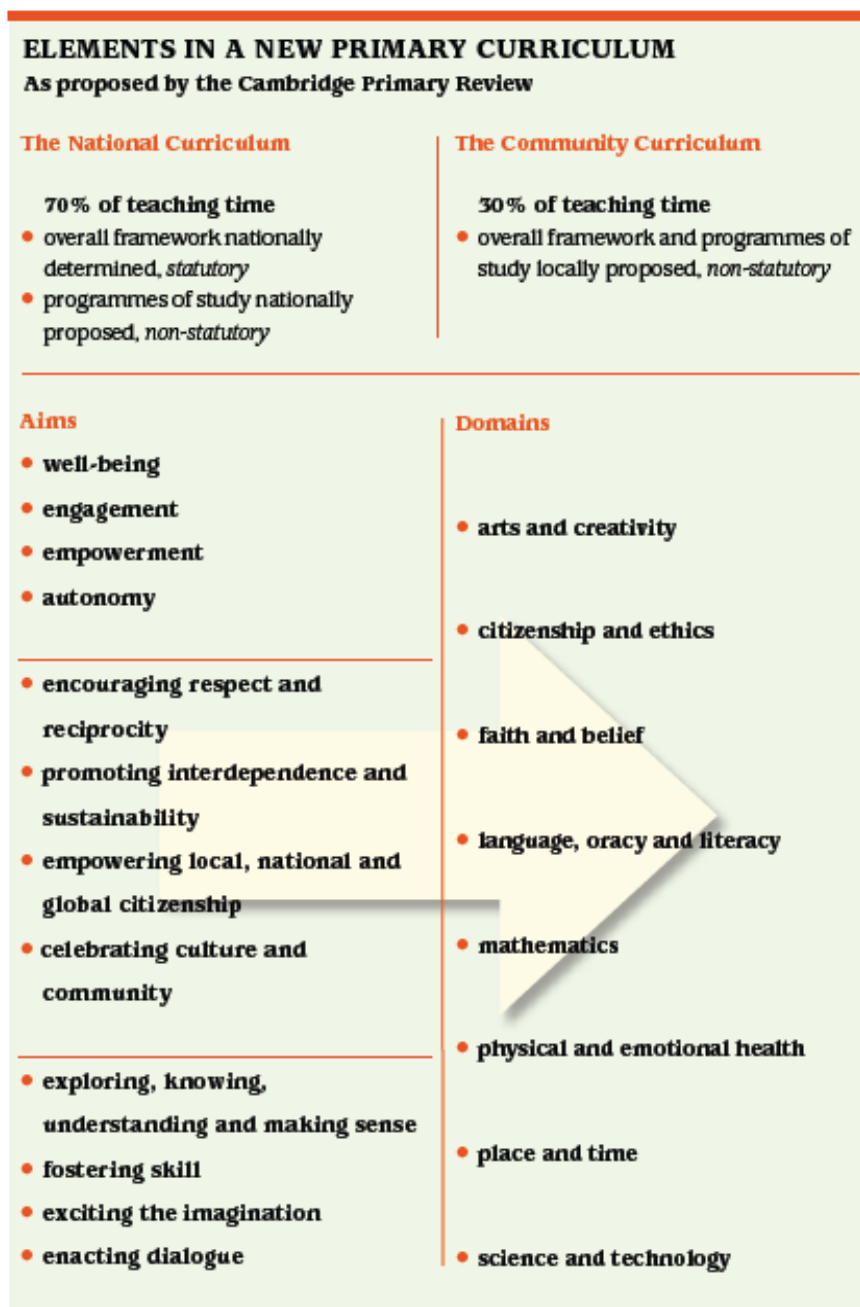 ELEMENTS IN A NEW PRIMARY CURRICULUM
As proposed by the Cambridge Primary Review
The National Curriculum
70% of teaching time
• overall framework nationally
determined, statutory
• programmes of study nationally
proposed, non-statutory
The Community Curriculum
30% of teaching time
• overall framework and programmes of
study locally proposed, non-statutory
Aims
• well-being
• engagement
• empowerment
• autonomy
• encouraging respect and
reciprocity
• promoting interdependence and
sustainability
• empowering local, national and
global citizenship
• celebrating culture and
community
• exploring, knowing,
understanding and making sense
• fostering skill
• exciting the imagination
• enacting dialogue
Domains
• arts and creativity
• citizenship and ethics
• faith and belief
• language, oracy and literacy
• mathematics
• physical and emotional health
• place and time
• science and technology